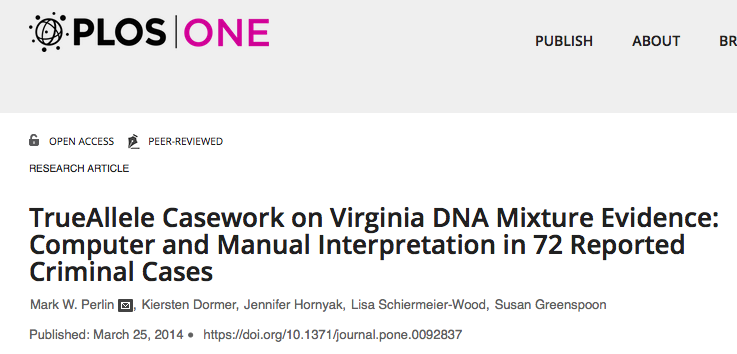 PLOS ONE
PUBLISH ABOUT BR
OPEN ACCESS PEER-REVIEWED
RESEARCH ARTICLE
TrueAllele Casework on Virginia DNA Mixture Evidence:
Computer and Manual Interpretation in 72 Reported
Criminal Cases
Mark W. Perlin , Kiersten Dormer, Jennifer Hornyak, Lisa Schiermeier-Wood, Susan Greenspoon
Published: March 25, 2014 • https://doi.org/10.1371/journal.pone.0092837